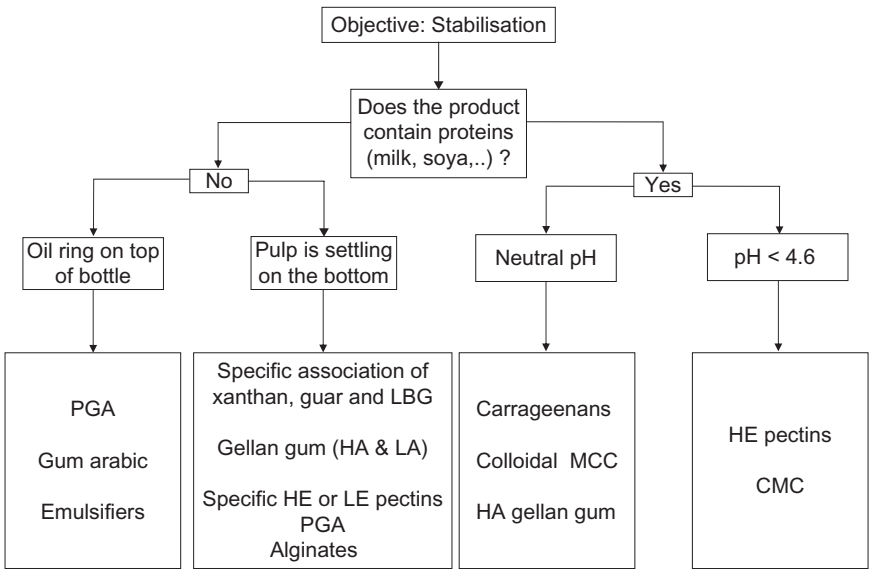 Objective: Stabilisation
Does the product
contain proteins
(milk, soya,..) ?
No
Yes
Oil ring on top
of bottle
Pulp is settling
on the bottom
Neutral pH
pH < 4.6
PGA
Gum arabic
Emulsifiers
Specific association of
xanthan, guar and LBG
Gellan gum (HA & LA)
Specific HE or LE pectins
PGA
Alginates
Carrageenans
Colloidal MCC
HA gellan gum
HE pectins
CMC